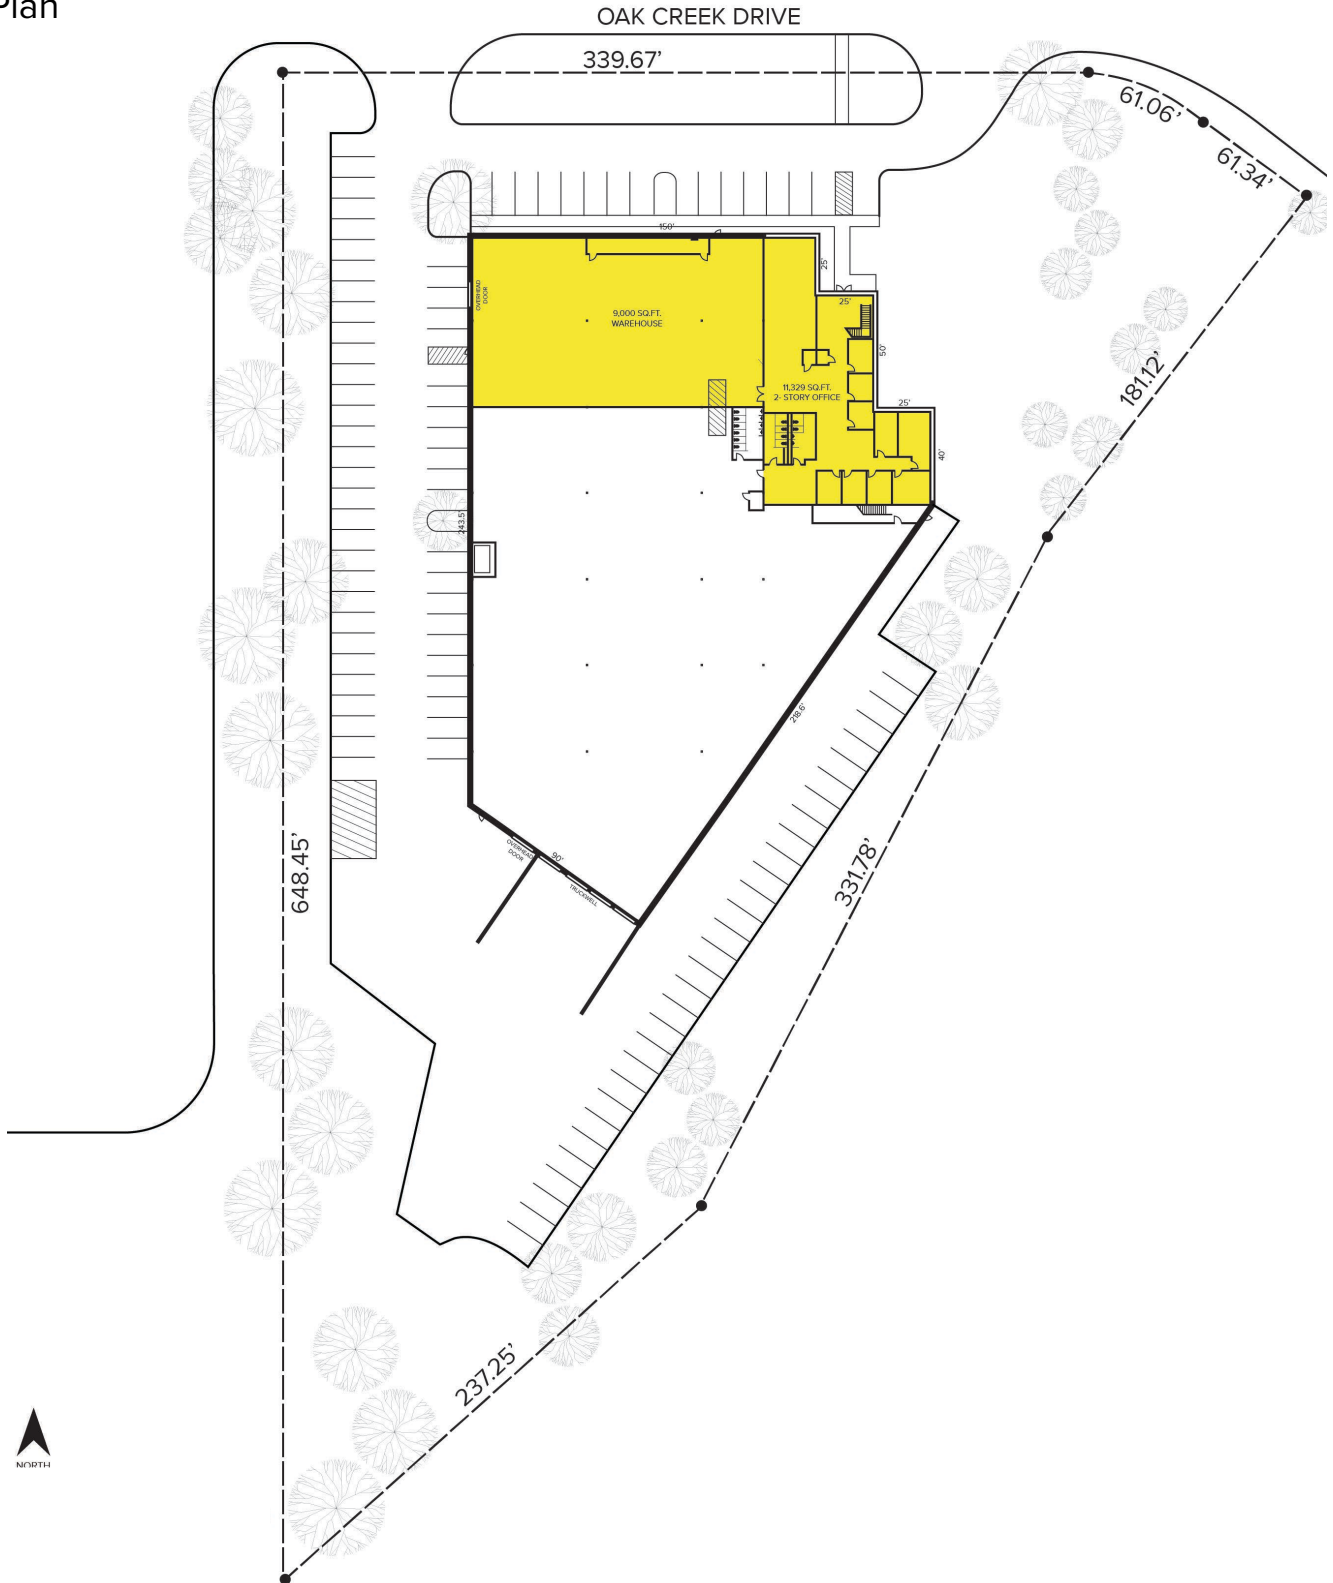 Plan
OAK CREEK DRIVE
339.67'
61.06'
61.34'
150'
25'
OVERHEAD
DOOR
25'
9,000 SQ.FT.
WAREHOUSE
50'
181.12'
11,329 SQ.FT.
2- STORY OFFICE
25'
40'
243.5'
218.6'
648.45'
OVERHEAD
DOOR
90'
TRUCKWELL
331.78'
237.25'
NORTH